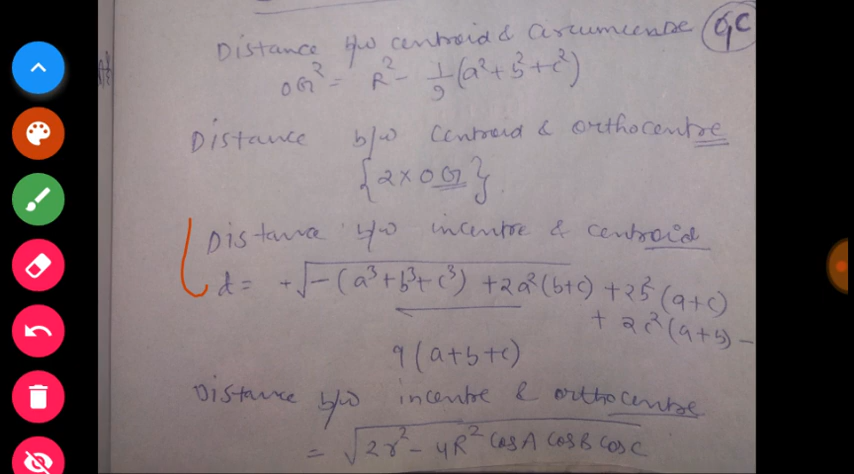 Distance b/w centroid & Circumcentre GC
OG² = R² - 1/9 (a² + b² + c²)
Distance b/w Centroid & orthocentre
{2 × OG}
Distance b/w incentre & centroid
d = +√-(a³+b³+c³) +2a²(b+c) +2b²(a+c)
+ 2c²(a+b) -
9(a+b+c)
Distance b/w incentre & orthocentre
= √2r² - 4R² cosA cosB cosC